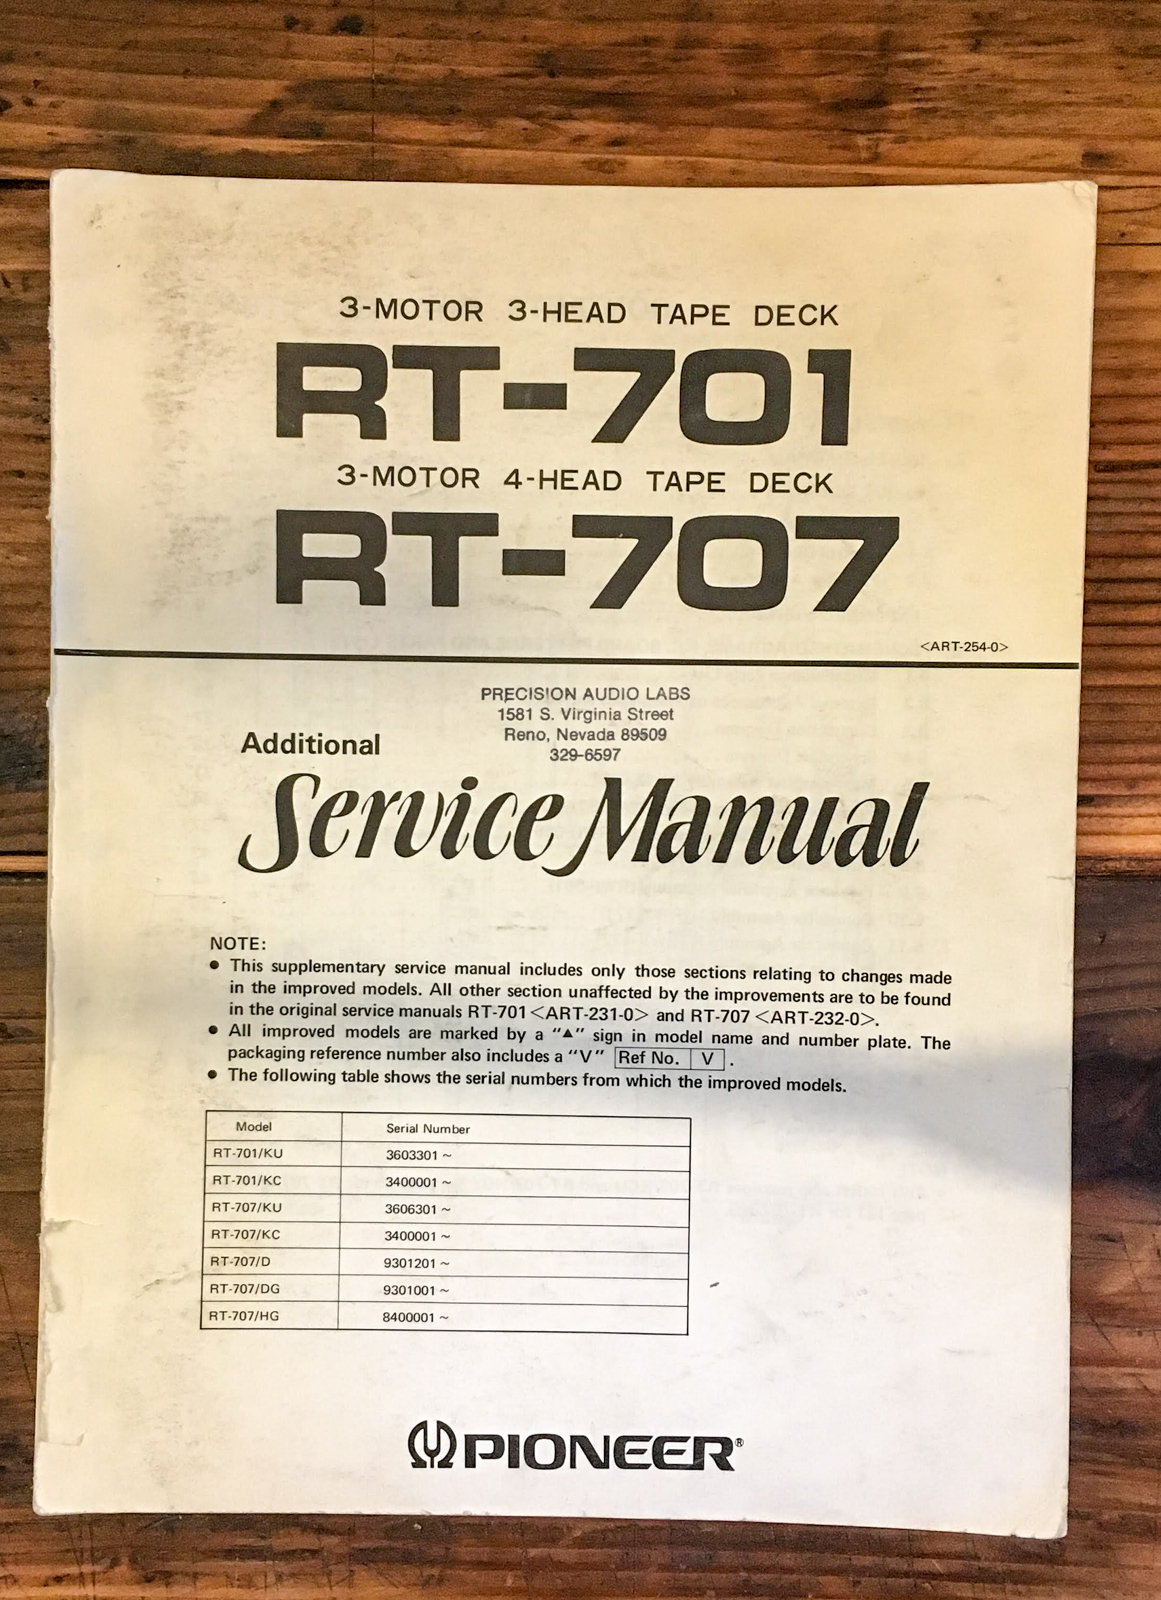 3-MOTOR 3-HEAD TAPE DECK
RT-701
3-MOTOR 4-HEAD TAPE DECK
RT-707
<ART-254-0>
PRECISION AUDIO LABS
1581 S. Virginia Street
Reno, Nevada 89509
329-6597
Additional
Service Manual
NOTE:
● This supplementary service manual includes only those sections relating to changes made
in the improved models. All other section unaffected by the improvements are to be found
in the original service manuals RT-701 <ART-231-0> and RT-707 <ART-232-0>.
● All improved models are marked by a "▲" sign in model name and number plate. The
packaging reference number also includes a "V" Ref No. V .
● The following table shows the serial numbers from which the improved models.
Model Serial Number
RT-701/KU 3603301 ~
RT-701/KC 3400001 ~
RT-707/KU 3606301 ~
RT-707/KC 3400001 ~
RT-707/D 9301201 ~
RT-707/DG 9301001 ~
RT-707/HG 8400001 ~
PIONEER®